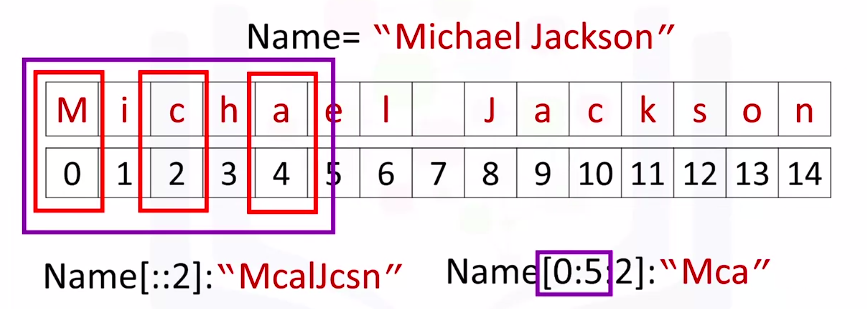 Name= “Michael Jackson”
M i c h a e l J a c k s o n
0 1 2 3 4 5 6 7 8 9 10 11 12 13 14
Name[::2]:“McalJcsn” Name[0:5:2]:“Mca”